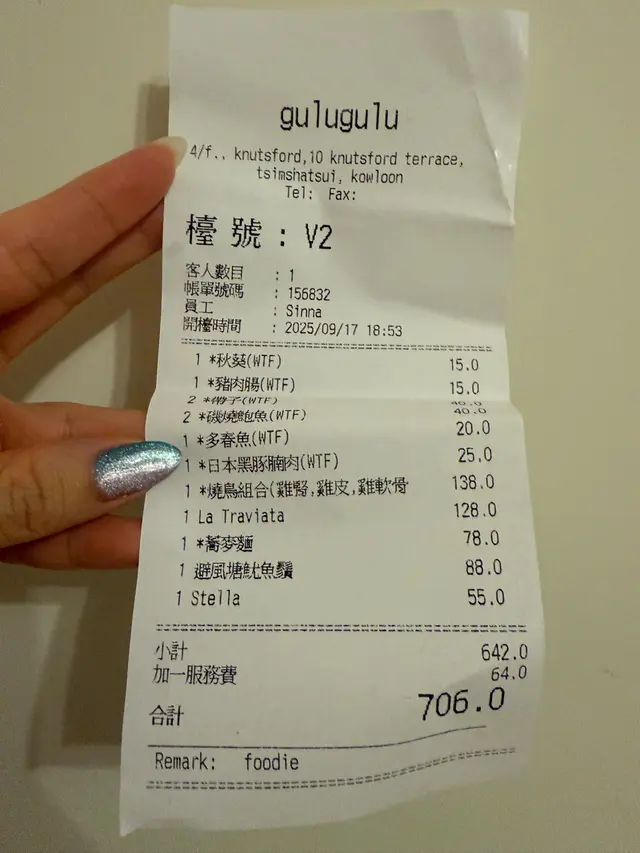 gulugulu
4/f., knutsford,10 knutsford terrace,
tsimshatsui, kowloon
Tel: Fax:
檯號 : V2
客人數目 : 1
帳單號碼 : 156832
員工 : Sinna
開檯時間 : 2025/09/17 18:53
1 *秋葵(WTF) 15.0
1 *豬肉腸(WTF) 15.0
2 *帶子(WTF) 40.0
2 *磯燒鮑魚(WTF) 40.0
1 *多春魚(WTF) 20.0
1 *日本黑豚腩肉(WTF) 25.0
1 *燒鳥組合(雞腎,雞皮,雞軟骨 138.0
1 La Traviata 128.0
1 *蕎麥麵 78.0
1 避風塘魷魚鬚 88.0
1 Stella 55.0
小計 642.0
加一服務費 64.0
合計 706.0
Remark: foodie